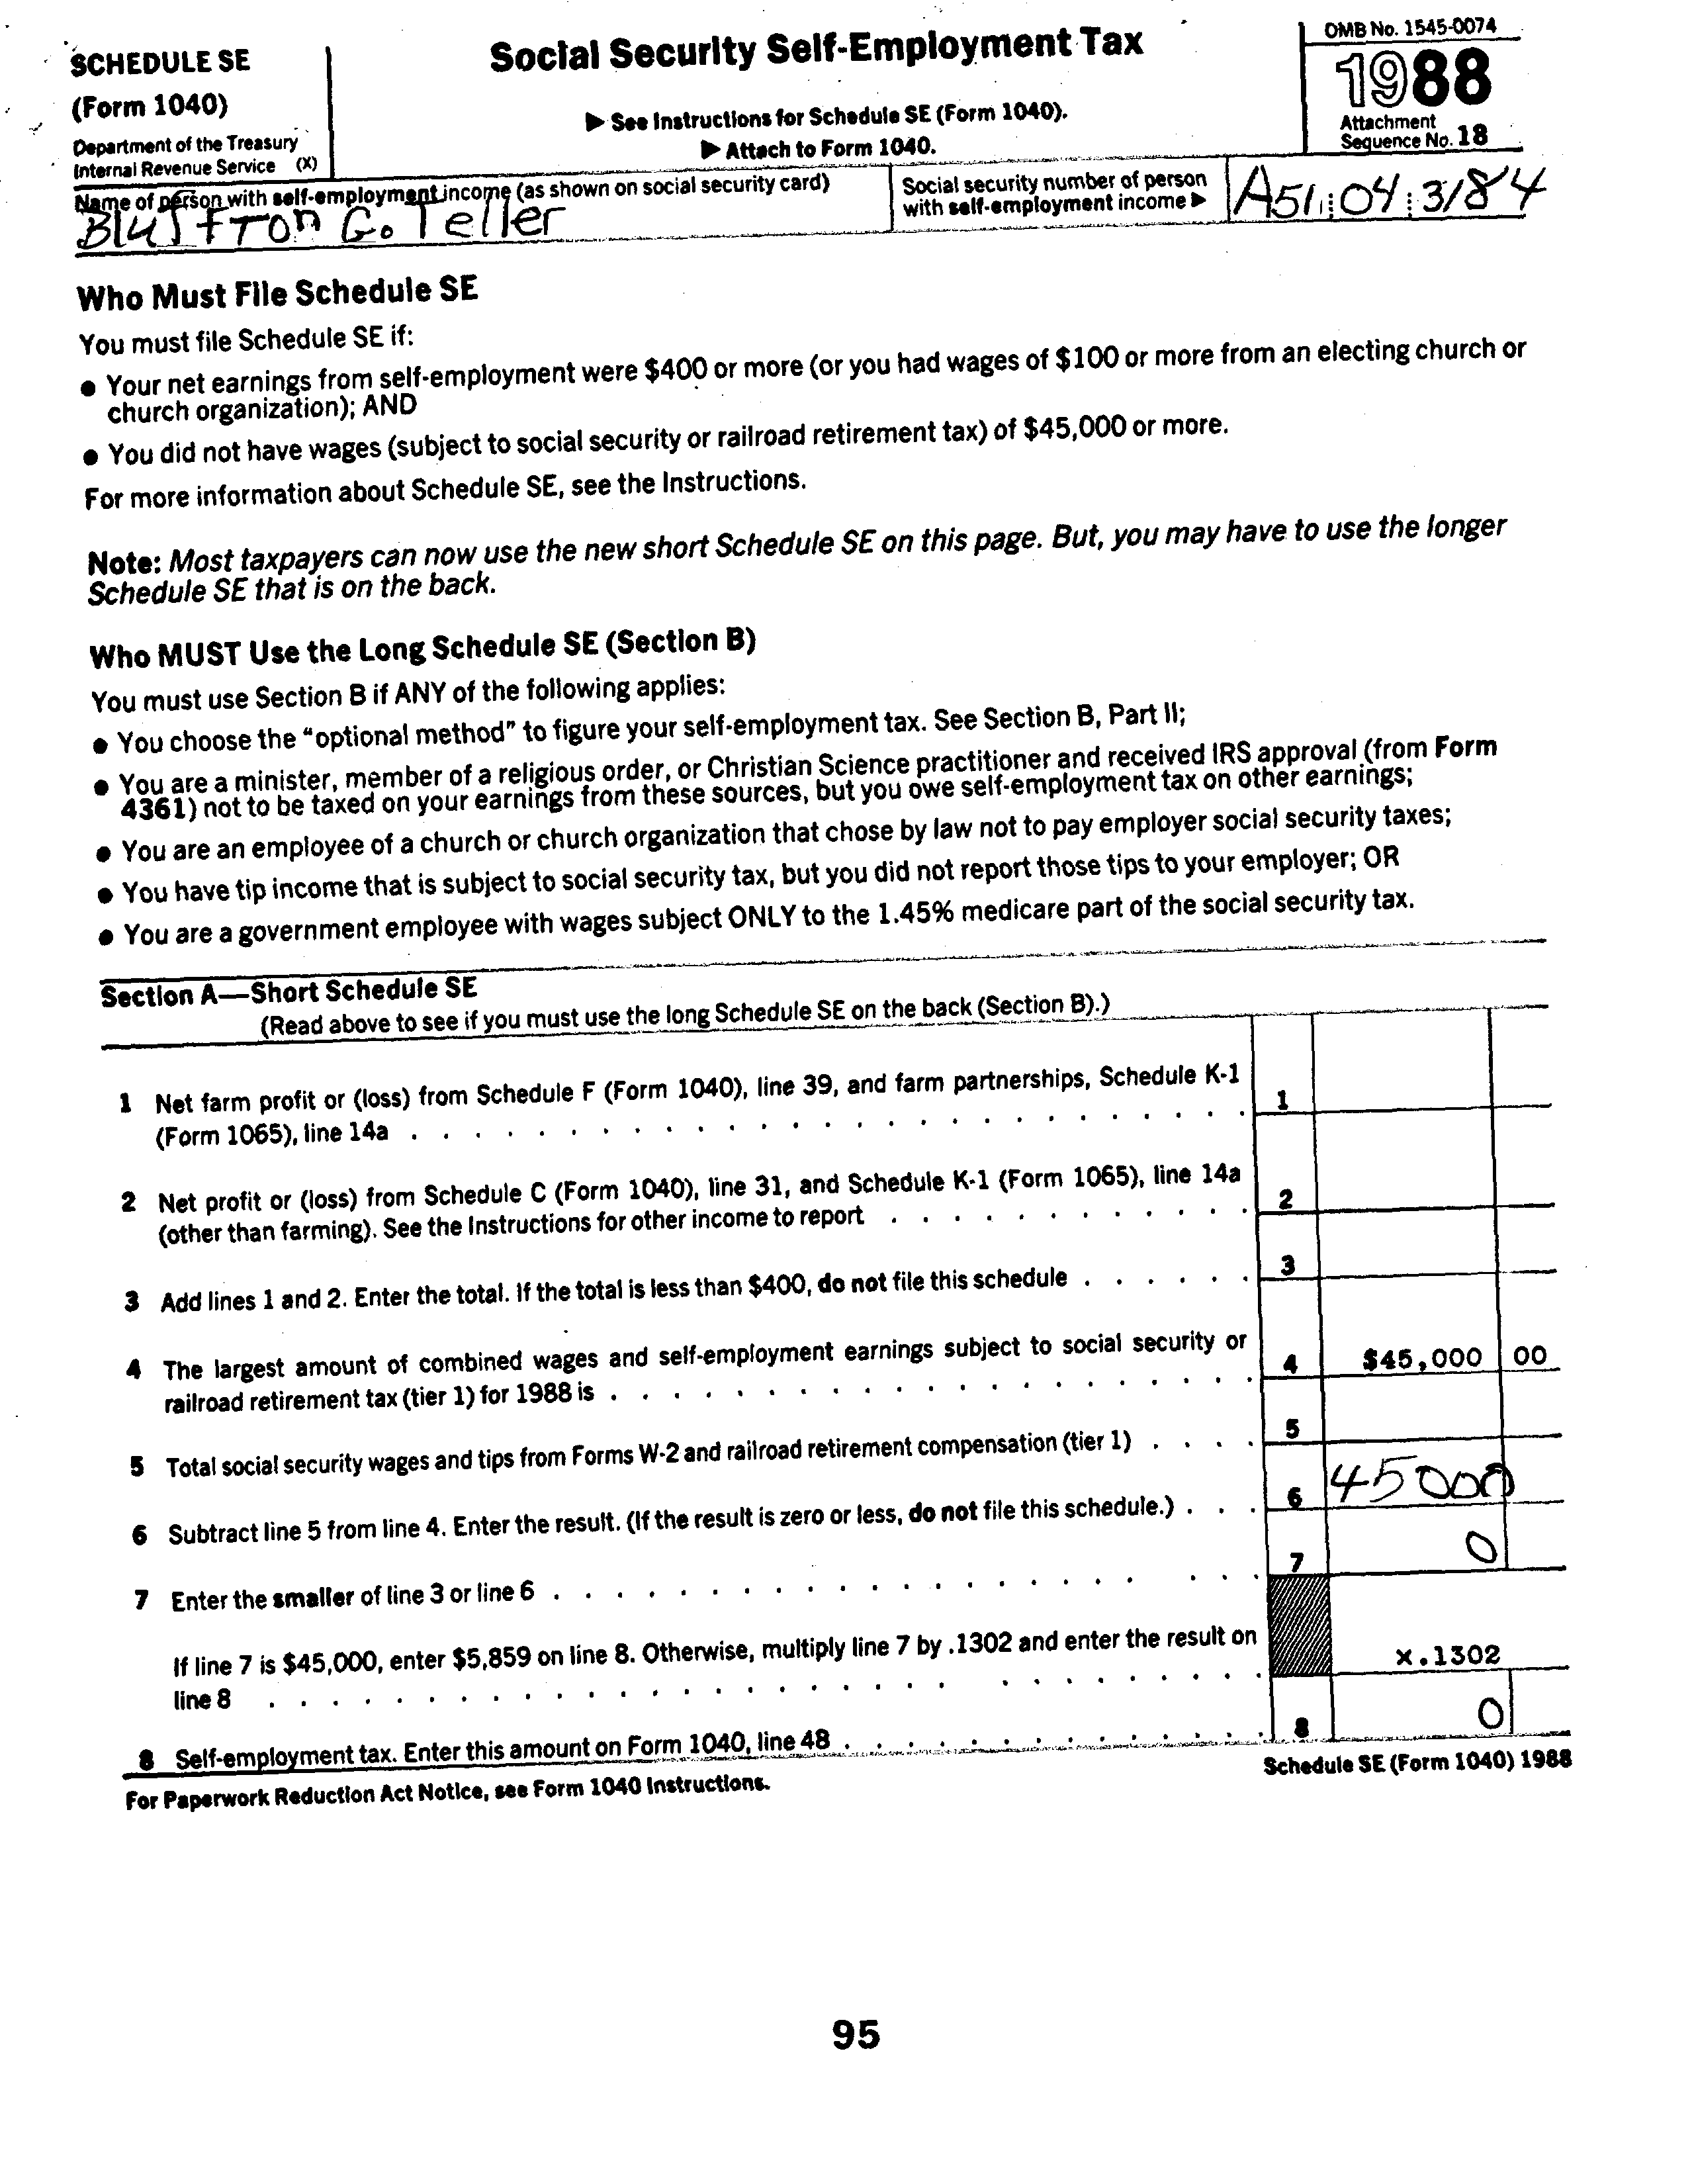 SCHEDULE SE
(Form 1040)
Department of the Treasury
Internal Revenue Service (X)
Social Security Self-Employment Tax
▶ See Instructions for Schedule SE (Form 1040).
▶ Attach to Form 1040.
OMB No. 1545-0074
1988
Attachment
Sequence No. 18
Name of person with self-employment income (as shown on social security card)
G. Teller
Social security number of person
with self-employment income ▶
A51 04 3184
Who Must File Schedule SE
You must file Schedule SE if:
● Your net earnings from self-employment were $400 or more (or you had wages of $100 or more from an electing church or
church organization); AND
● You did not have wages (subject to social security or railroad retirement tax) of $45,000 or more.
For more information about Schedule SE, see the Instructions.
Note: Most taxpayers can now use the new short Schedule SE on this page. But, you may have to use the longer
Schedule SE that is on the back.
Who MUST Use the Long Schedule SE (Section B)
You must use Section B if ANY of the following applies:
● You choose the "optional method" to figure your self-employment tax. See Section B, Part II;
● You are a minister, member of a religious order, or Christian Science practitioner and received IRS approval (from Form
4361) not to be taxed on your earnings from these sources, but you owe self-employment tax on other earnings;
● You are an employee of a church or church organization that chose by law not to pay employer social security taxes;
● You have tip income that is subject to social security tax, but you did not report those tips to your employer; OR
● You are a government employee with wages subject ONLY to the 1.45% medicare part of the social security tax.
Section A—Short Schedule SE
(Read above to see if you must use the long Schedule SE on the back (Section B).)
1 Net farm profit or (loss) from Schedule F (Form 1040), line 39, and farm partnerships, Schedule K-1
(Form 1065), line 14a . . . . . . . . . . . . . . . . . . . . . . . . . . . 1
2 Net profit or (loss) from Schedule C (Form 1040), line 31, and Schedule K-1 (Form 1065), line 14a
(other than farming). See the Instructions for other income to report . . . . . . . . . . . . 2
3 Add lines 1 and 2. Enter the total. If the total is less than $400, do not file this schedule . . . . . . 3
4 The largest amount of combined wages and self-employment earnings subject to social security or
railroad retirement tax (tier 1) for 1988 is . . . . . . . . . . . . . . . . . . . . . 4 $45,000 00
5 Total social security wages and tips from Forms W-2 and railroad retirement compensation (tier 1) . . . . 5
6 Subtract line 5 from line 4. Enter the result. (If the result is zero or less, do not file this schedule.) . . . 6 45000
7 Enter the smaller of line 3 or line 6 . . . . . . . . . . . . . . . . . . . . . . 7 0
If line 7 is $45,000, enter $5,859 on line 8. Otherwise, multiply line 7 by .1302 and enter the result on
line 8 . . . . . . . . . . . . . . . . . . . . . . . . . . . . . x .1302
8 Self-employment tax. Enter this amount on Form 1040, line 48 . . . . . . . . . . . . . . 8 0
For Paperwork Reduction Act Notice, see Form 1040 Instructions.
Schedule SE (Form 1040) 1988
95